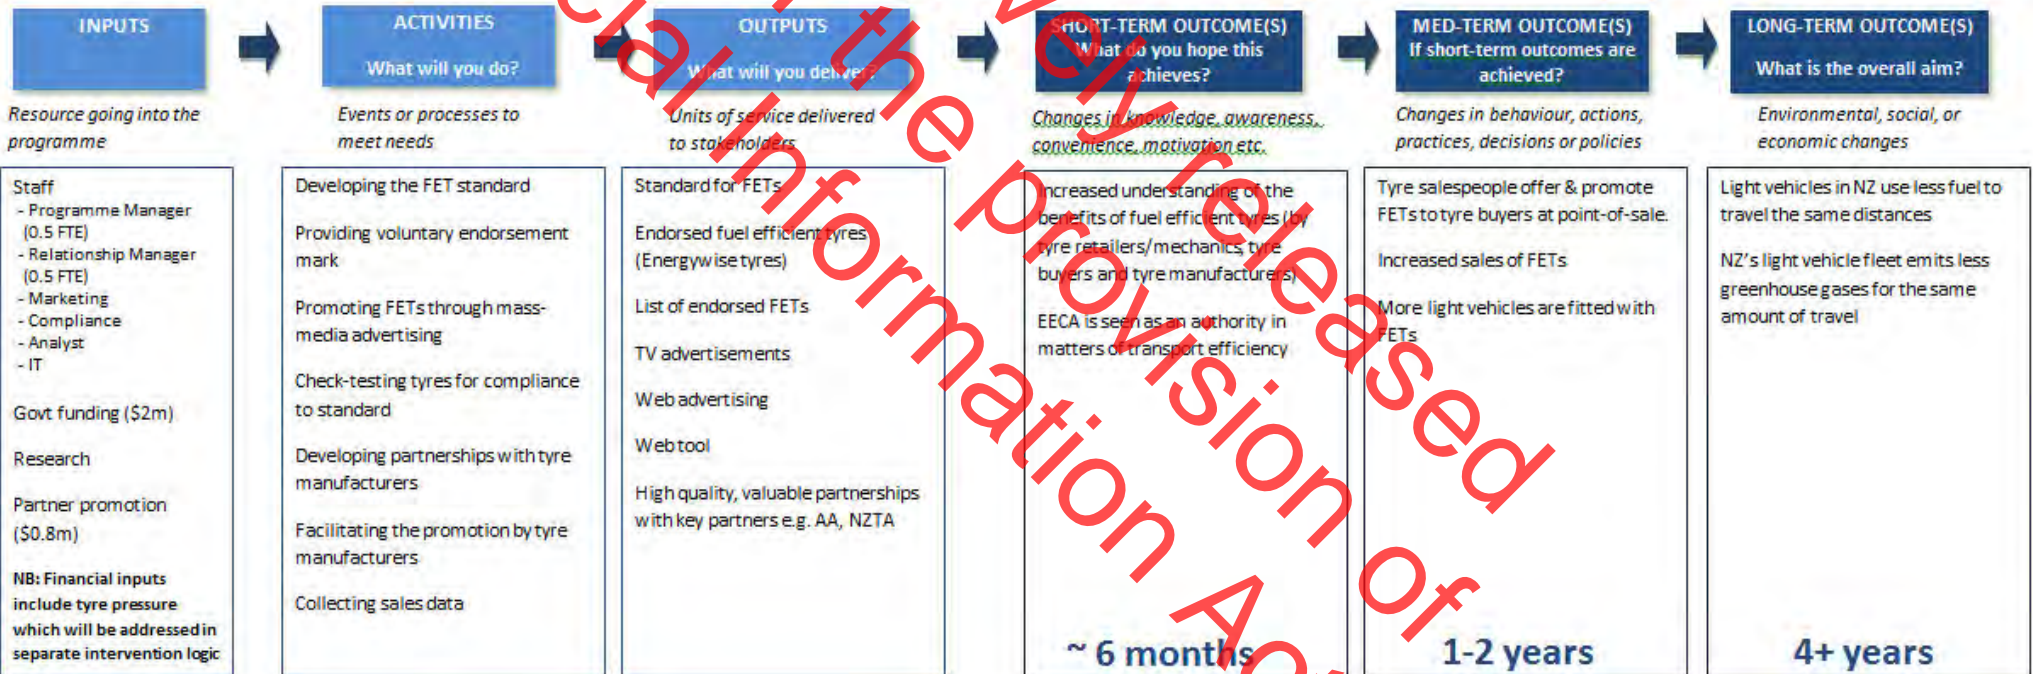 INPUTS
Resource going into the
programme
Staff
- Programme Manager
(0.5 FTE)
- Relationship Manager
(0.5 FTE)
- Marketing
- Compliance
- Analyst
- IT
Govt funding ($2m)
Research
Partner promotion
($0.8m)
NB: Financial inputs
include tyre pressure
which will be addressed in
separate intervention logic
ACTIVITIES
What will you do?
Events or processes to
meet needs
Developing the FET standard
Providing voluntary endorsement
mark
Promoting FETs through mass-
media advertising
Check-testing tyres for compliance
to standard
Developing partnerships with tyre
manufacturers
Facilitating the promotion by tyre
manufacturers
Collecting sales data
OUTPUTS
What will you deliver?
Units of service delivered
to stakeholders
Standard for FETs
Endorsed fuel efficient tyres
(Energywise tyres)
List of endorsed FETs
TV advertisements
Web advertising
Web tool
High quality, valuable partnerships
with key partners e.g. AA, NZTA
SHORT-TERM OUTCOME(S)
What do you hope this
achieves?
Changes in knowledge, awareness,
convenience, motivation etc.
Increased understanding of the
benefits of fuel efficient tyres (by
tyre retailers/mechanics, tyre
buyers and tyre manufacturers)
EECA is seen as an authority in
matters of transport efficiency
~ 6 months
MED-TERM OUTCOME(S)
If short-term outcomes are
achieved?
Changes in behaviour, actions,
practices, decisions or policies
Tyre salespeople offer & promote
FETs to tyre buyers at point-of-sale.
Increased sales of FETs
More light vehicles are fitted with
FETs
1-2 years
LONG-TERM OUTCOME(S)
What is the overall aim?
Environmental, social, or
economic changes
Light vehicles in NZ use less fuel to
travel the same distances
NZ's light vehicle fleet emits less
greenhouse gases for the same
amount of travel
4+ years
released
the provision of
Information